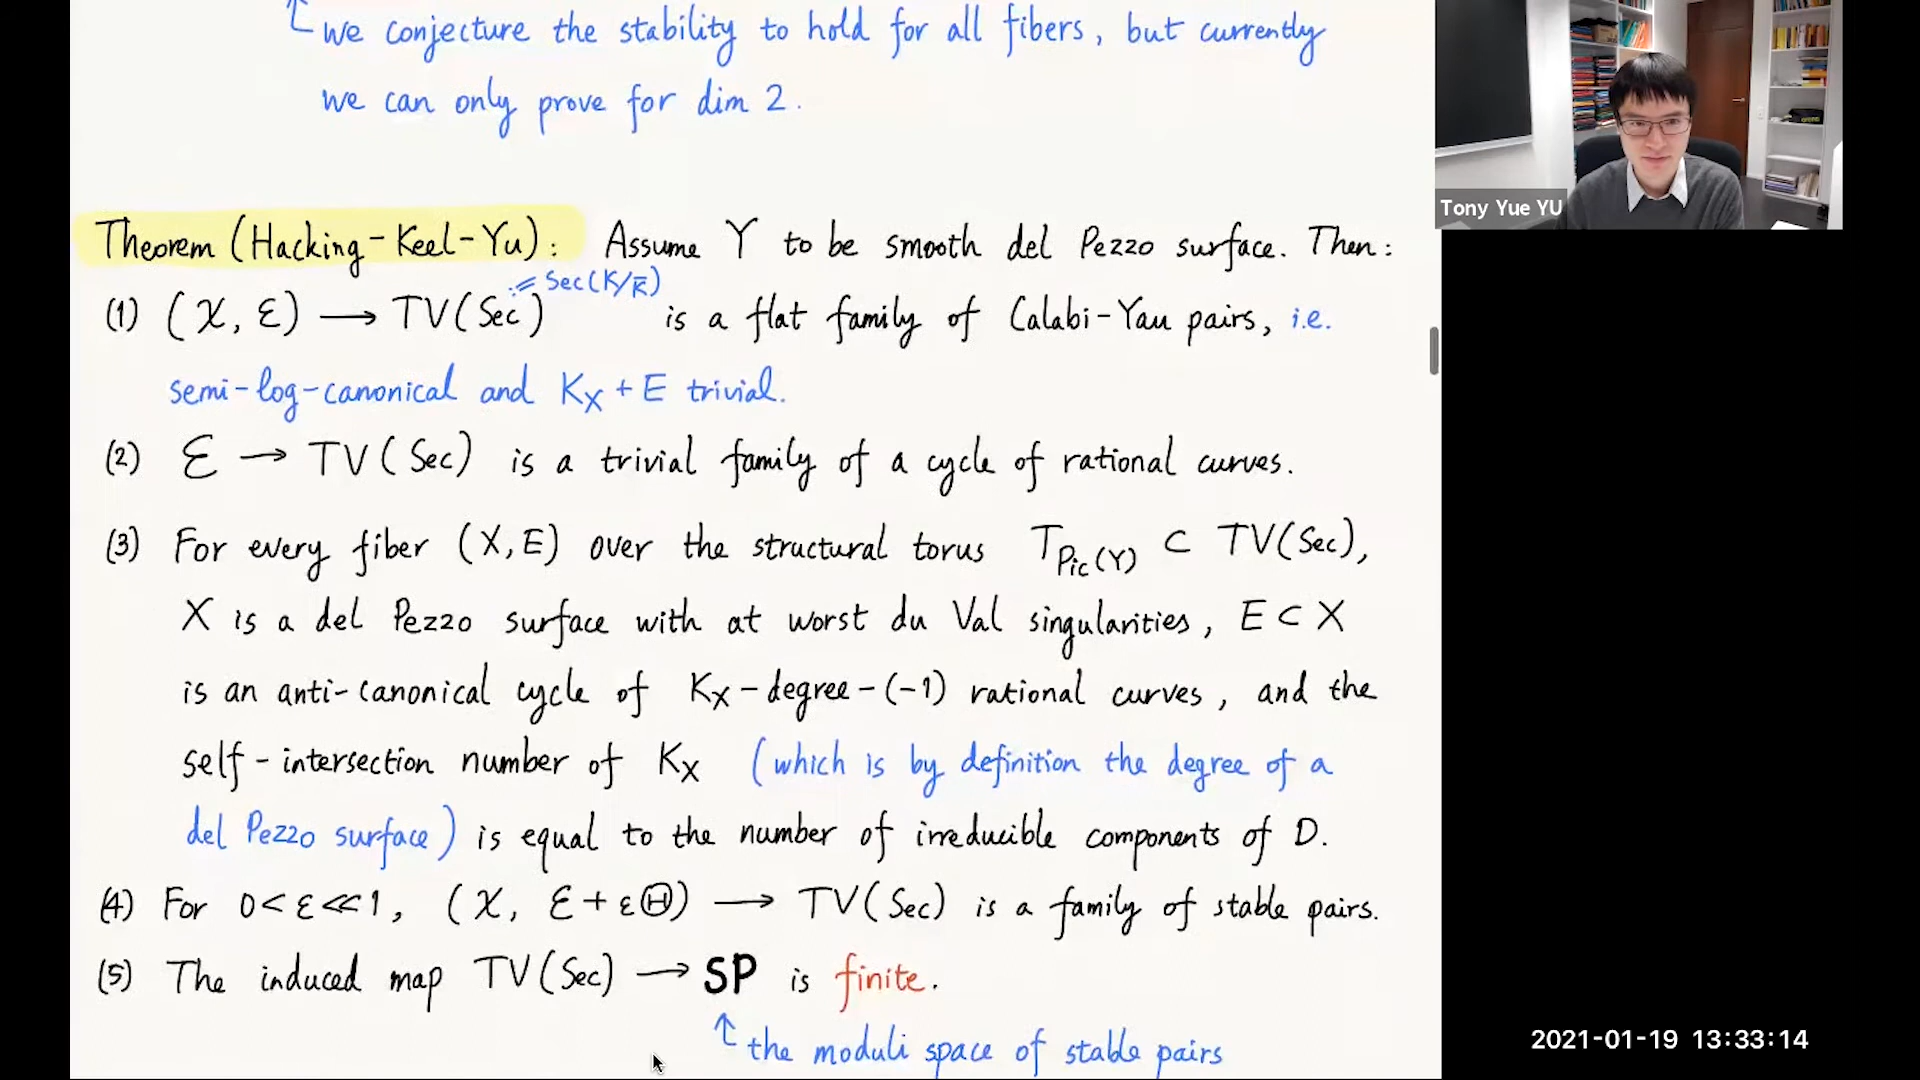 we conjecture the stability to hold for all fibers, but currently
we can only prove for dim 2.
Theorem (Hacking-Keel-Yu): Assume Y to be smooth del Pezzo surface. Then:
:= Sec(K/K̄)
(1) (𝒳, ℰ) ⟶ TV(Sec) is a flat family of Calabi-Yau pairs, i.e.
semi-log-canonical and K_X + E trivial.
(2) ℰ ⟶ TV(Sec) is a trivial family of a cycle of rational curves.
(3) For every fiber (X, E) over the structural torus T_Pic(Y) ⊂ TV(Sec),
X is a del Pezzo surface with at worst du Val singularities, E ⊂ X
is an anti-canonical cycle of K_X-degree-(-1) rational curves, and the
self-intersection number of K_X (which is by definition the degree of a
del Pezzo surface) is equal to the number of irreducible components of D.
(4) For 0<ε≪1, (𝒳, ℰ+εΘ) ⟶ TV(Sec) is a family of stable pairs.
(5) The induced map TV(Sec) ⟶ SP is finite.
the moduli space of stable pairs
Tony Yue YU
2021-01-19 13:33:14